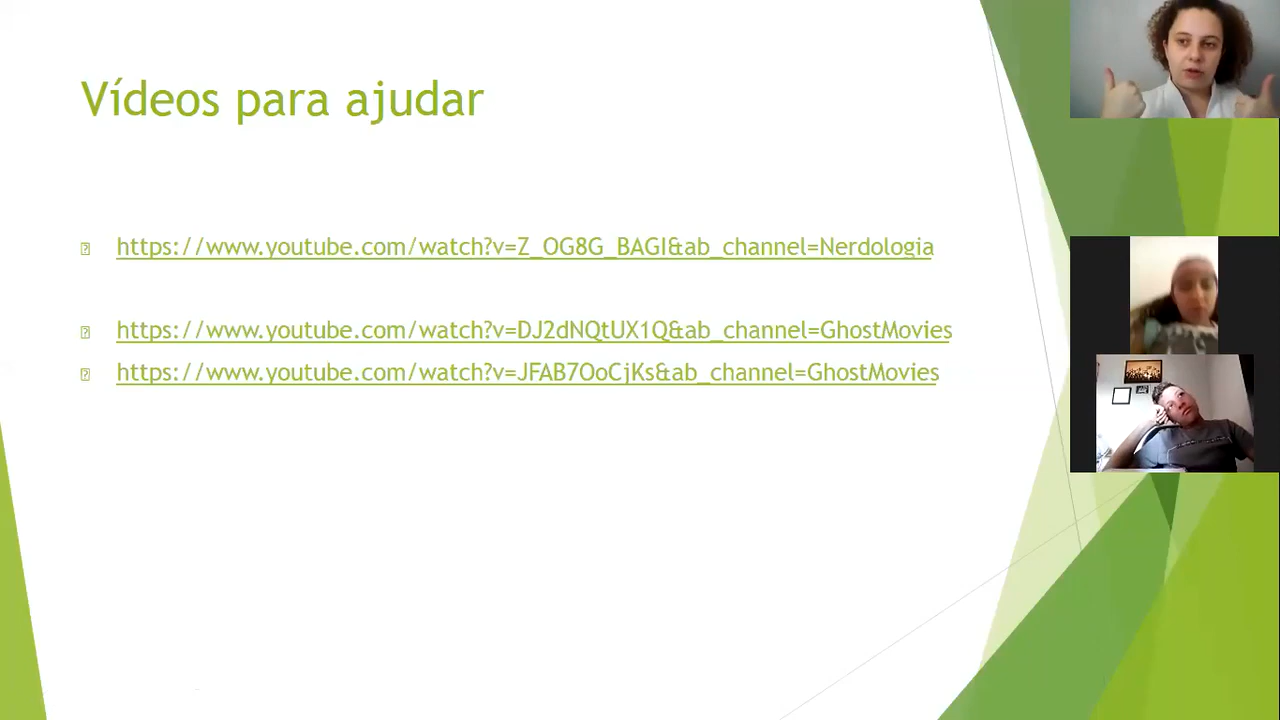 Vídeos para ajudar
https://www.youtube.com/watch?v=Z_OG8G_BAGI&ab_channel=Nerdologia
https://www.youtube.com/watch?v=DJ2dNQtUX1Q&ab_channel=GhostMovies
https://www.youtube.com/watch?v=JFAB7OoCjKs&ab_channel=GhostMovies